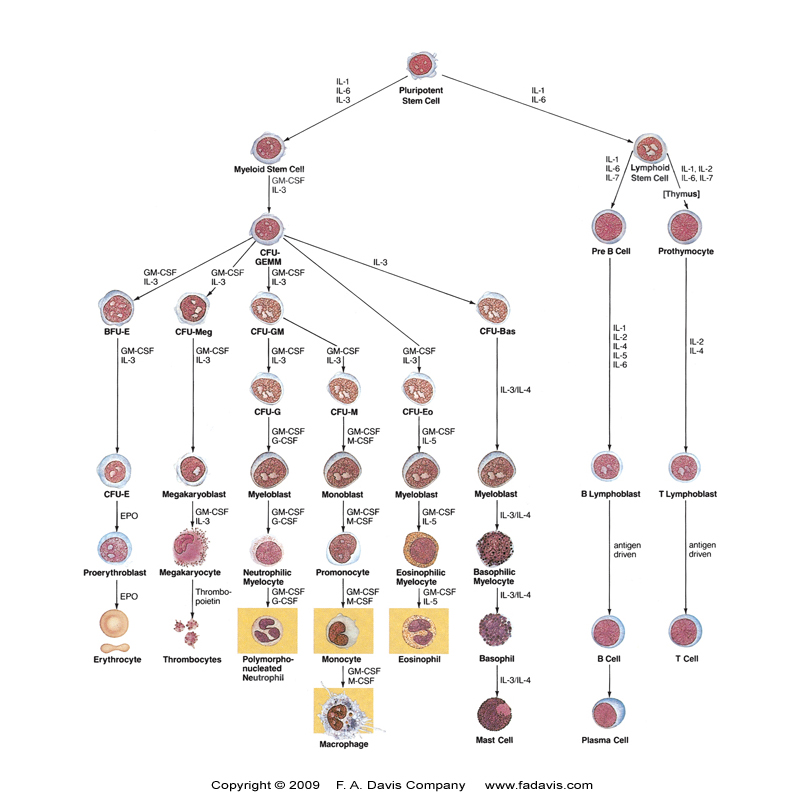 IL-1
IL-6
IL-3
Pluripotent
Stem Cell
IL-1
IL-6
Myeloid Stem Cell
GM-CSF
IL-3
IL-1
IL-6
IL-7
Lymphoid
Stem Cell
IL-1, IL-2
IL-6, IL-7
[Thymus]
CFU-
GEMM
Pre B Cell
Prothymocyte
GM-CSF
IL-3
GM-CSF
IL-3
GM-CSF
IL-3
IL-3
BFU-E
CFU-Meg
CFU-GM
CFU-Bas
GM-CSF
IL-3
GM-CSF
IL-3
GM-CSF
IL-3
GM-CSF
IL-3
GM-CSF
IL-3
IL-1
IL-2
IL-4
IL-5
IL-6
IL-2
IL-4
CFU-G
CFU-M
CFU-Eo
IL-3/IL-4
GM-CSF
G-CSF
GM-CSF
M-CSF
GM-CSF
IL-5
CFU-E
Megakaryoblast
Myeloblast
Monoblast
Myeloblast
Myeloblast
B Lymphoblast
T Lymphoblast
EPO
GM-CSF
IL-3
GM-CSF
G-CSF
GM-CSF
M-CSF
GM-CSF
IL-5
IL-3/IL-4
antigen
driven
antigen
driven
Proerythroblast
Megakaryocyte
Neutrophilic
Myelocyte
Promonocyte
Eosinophilic
Myelocyte
Basophilic
Myelocyte
EPO
Thrombo-
poietin
GM-CSF
G-CSF
GM-CSF
M-CSF
GM-CSF
IL-5
IL-3/IL-4
Erythrocyte
Thrombocytes
Polymorpho-
nucleated
Neutrophil
Monocyte
Eosinophil
Basophil
B Cell
T Cell
GM-CSF
M-CSF
IL-3/IL-4
Macrophage
Mast Cell
Plasma Cell
Copyright © 2009 F. A. Davis Company www.fadavis.com